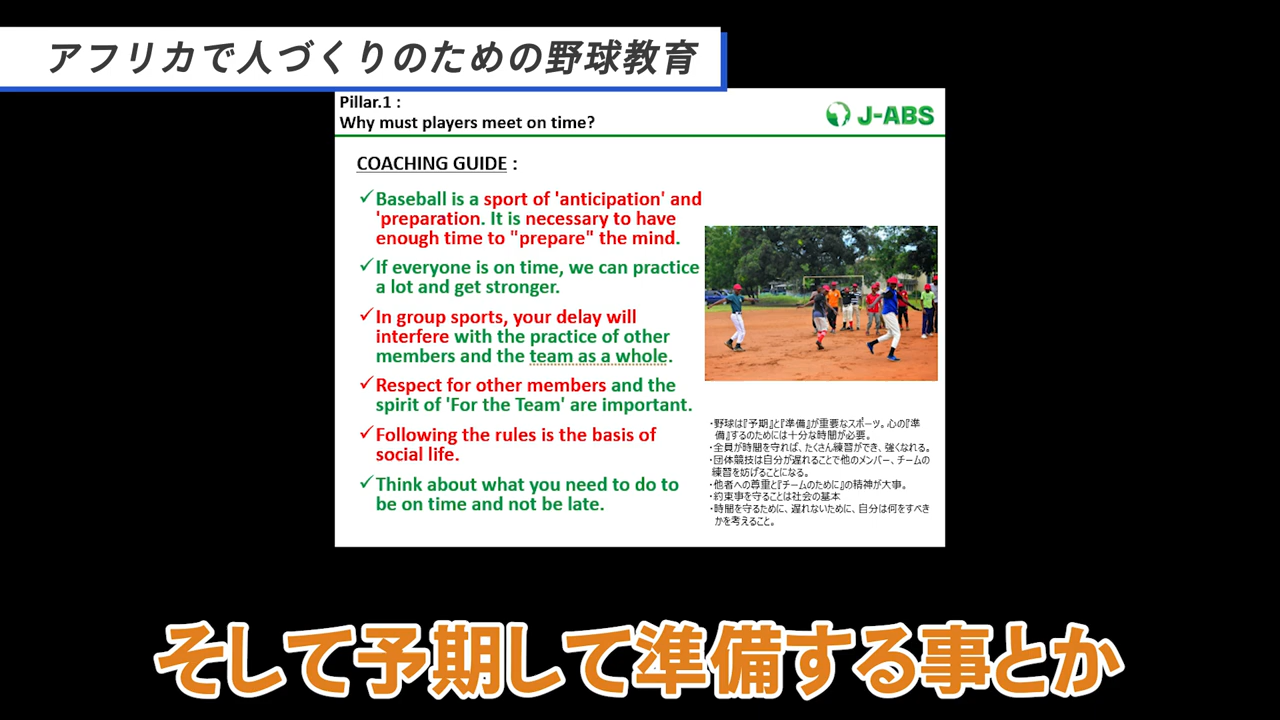 アフリカで人づくりのための野球教育
Pillar.1 :
Why must players meet on time?
J-ABS
COACHING GUIDE :
✓Baseball is a sport of 'anticipation' and
'preparation. It is necessary to have
enough time to "prepare" the mind.
✓If everyone is on time, we can practice
a lot and get stronger.
✓In group sports, your delay will
interfere with the practice of other
members and the team as a whole.
✓Respect for other members and the
spirit of 'For the Team' are important.
✓Following the rules is the basis of
social life.
✓Think about what you need to do to
be on time and not be late.
・野球は『予期』と『準備』が重要なスポーツ。心の『準
備』するのためには十分な時間が必要。
・全員が時間を守れば、たくさん練習ができ、強くなれる。
・団体競技は自分が遅れることで他のメンバー、チームの
練習を妨げることになる。
・他者への尊重と『チームのために』の精神が大事。
・約束事を守ることは社会の基本
・時間を守るために、遅れないために、自分は何をすべき
かを考えること。
そして予期して準備する事とか